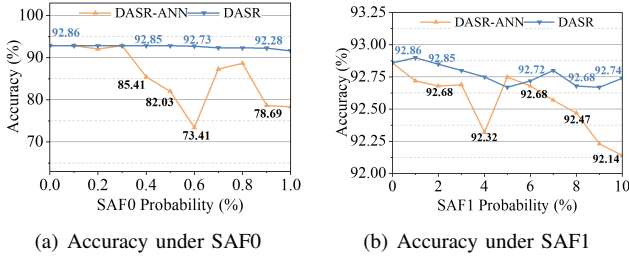 DASR-ANN DASR
100
90
80
70
Accuracy (%)
92.86 92.85 92.73 92.28
85.41
82.03
73.41
78.69
0.0 0.2 0.4 0.6 0.8 1.0
SAF0 Probability (%)
(a) Accuracy under SAF0
DASR-ANN DASR
93.25
93.00
92.75
92.50
92.25
92.00
Accuracy (%)
92.86
92.85
92.72
92.68
92.74
92.68
92.32
92.68
92.47
92.14
0 2 4 6 8 10
SAF1 Probability (%)
(b) Accuracy under SAF1